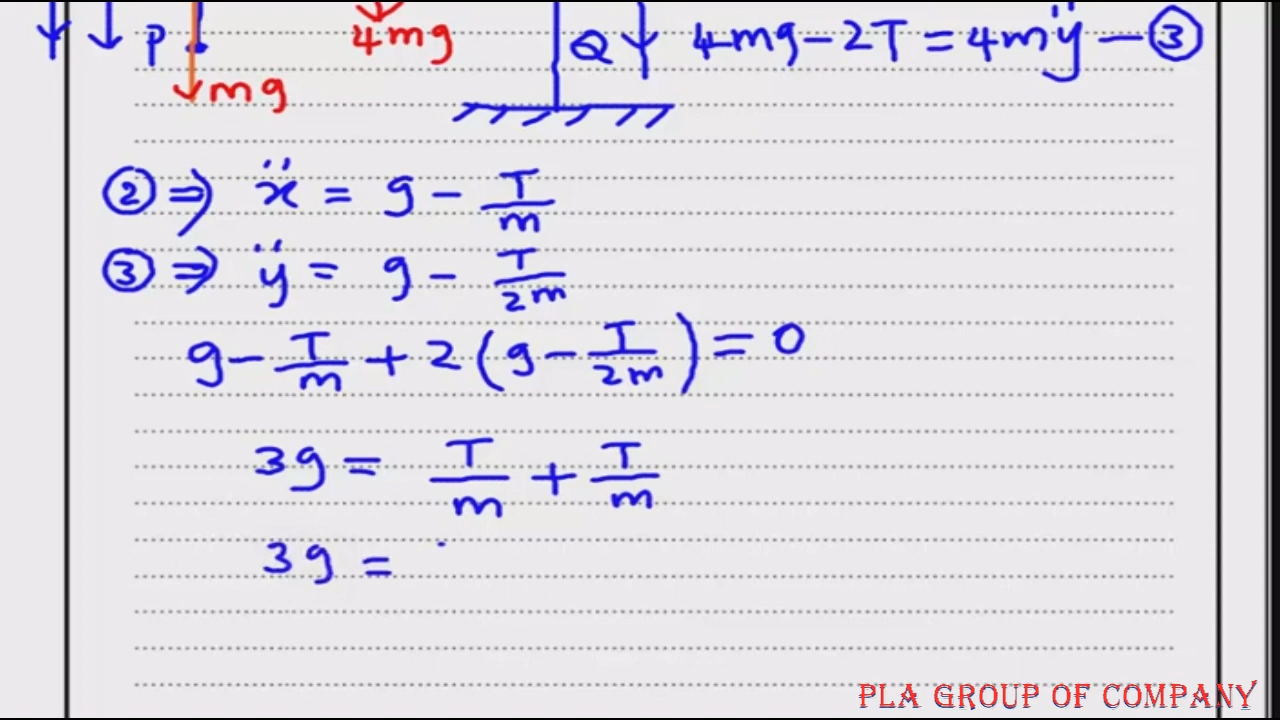 P
4mg
Q 4mg - 2T = 4mÿ - ③
mg
② ⇒ ẍ = g - T/m
③ ⇒ ÿ = g - T/2m
g - T/m + 2(g - T/2m) = 0
3g = T/m + T/m
3g =
PLA GROUP OF COMPANY